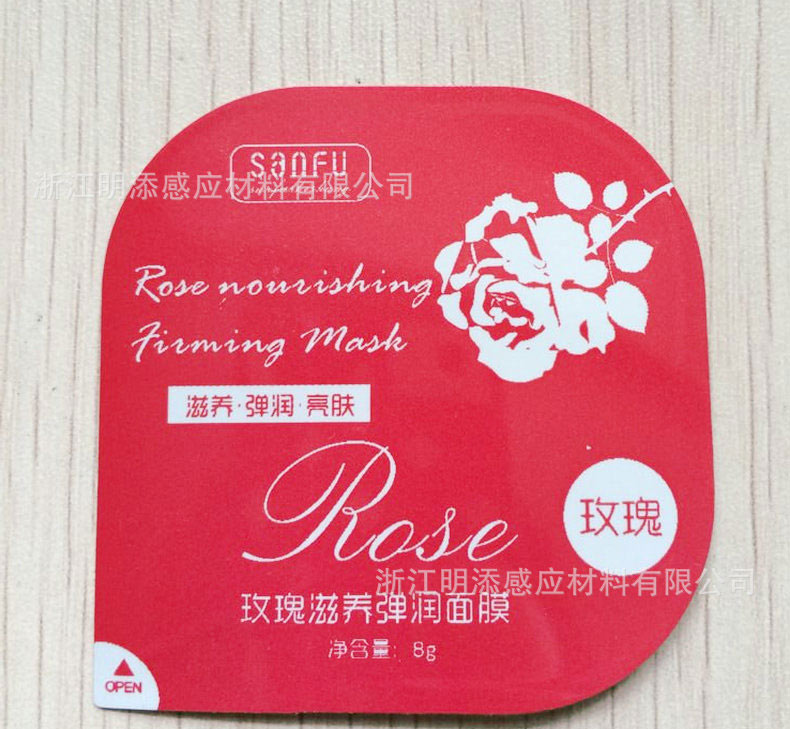 sanfu
浙江明添感应材料有限公司
Rose nourishing
Firming Mask
滋养·弹润·亮肤
Rose
玫瑰
浙江明添感应材料有限公司
玫瑰滋养弹润面膜
净含量: 8g
OPEN